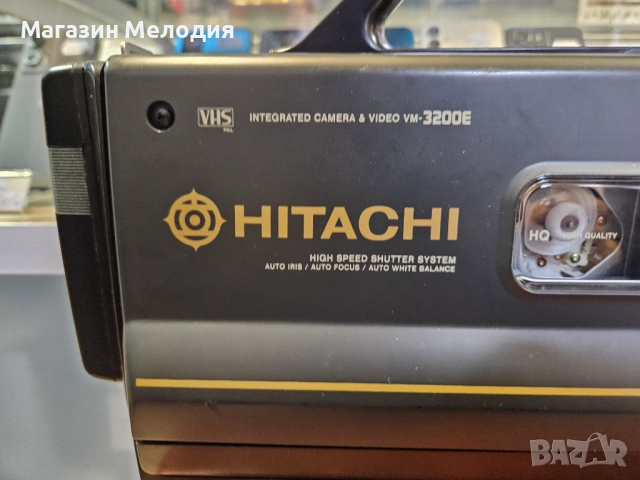 Магазин Мелодия
VHS
PAL
INTEGRATED CAMERA & VIDEO VM-3200E
HITACHI
HIGH SPEED SHUTTER SYSTEM
AUTO IRIS / AUTO FOCUS / AUTO WHITE BALANCE
HQ HIGH QUALITY
BAZAR